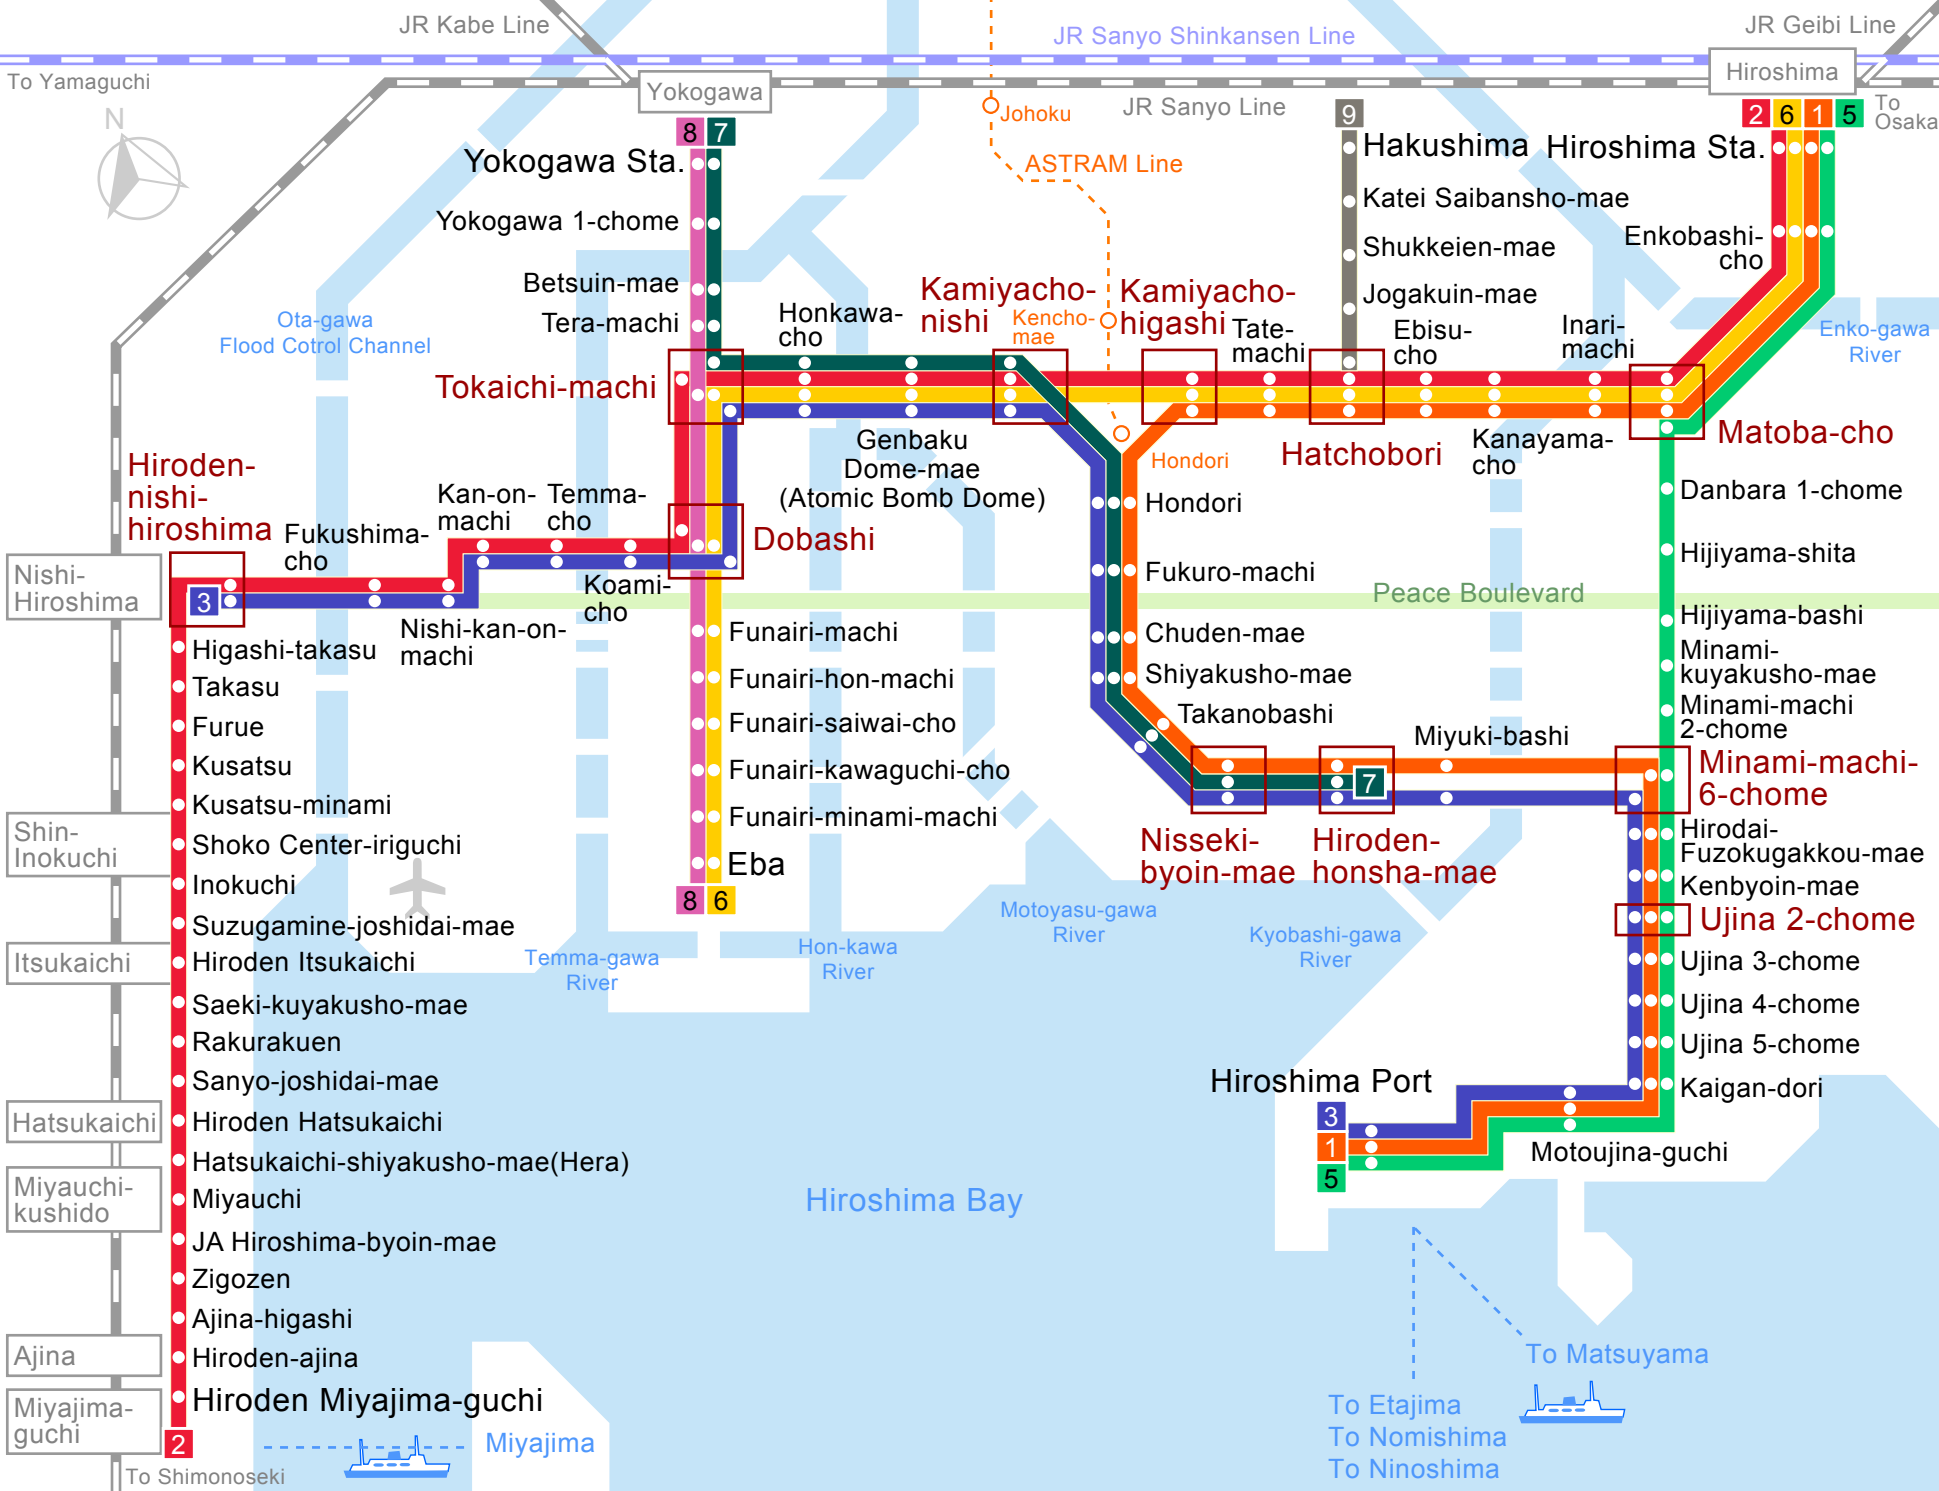 JR Kabe Line
JR Sanyo Shinkansen Line
JR Geibi Line
To Yamaguchi
Yokogawa
Hiroshima
JR Sanyo Line
To
Osaka
N
Johoku
ASTRAM Line
8 7
9
2 6 1 5
Yokogawa Sta.
Hakushima
Hiroshima Sta.
Yokogawa 1-chome
Katei Saibansho-mae
Enkobashi-
cho
Shukkeien-mae
Betsuin-mae
Jogakuin-mae
Tera-machi
Honkawa-
cho
Kamiyacho-
nishi
Kencho-
mae
Kamiyacho-
higashi
Tate-
machi
Ebisu-
cho
Inari-
machi
Enko-gawa
River
Ota-gawa
Flood Cotrol Channel
Tokaichi-machi
Genbaku
Dome-mae
(Atomic Bomb Dome)
Hondori
Hatchobori
Kanayama-
cho
Matoba-cho
Hiroden-
nishi-
hiroshima
Fukushima-
cho
Kan-on-
machi
Temma-
cho
Dobashi
Hondori
Danbara 1-chome
Hijiyama-shita
Nishi-
Hiroshima
3
Koami-
cho
Nishi-kan-on-
machi
Fukuro-machi
Peace Boulevard
Hijiyama-bashi
Funairi-machi
Chuden-mae
Minami-
kuyakusho-mae
Higashi-takasu
Funairi-hon-machi
Shiyakusho-mae
Takasu
Minami-machi
2-chome
Furue
Funairi-saiwai-cho
Takanobashi
Miyuki-bashi
Kusatsu
Funairi-kawaguchi-cho
7
Minami-machi-
6-chome
Kusatsu-minami
Funairi-minami-machi
Shin-
Inokuchi
Shoko Center-iriguchi
Nisseki-
byoin-mae
Hiroden-
honsha-mae
Hirodai-
Fuzokugakkou-mae
Eba
Inokuchi
8 6
Kenbyoin-mae
Suzugamine-joshidai-mae
Motoyasu-gawa
River
Kyobashi-gawa
River
Ujina 2-chome
Itsukaichi
Hiroden Itsukaichi
Temma-gawa
River
Hon-kawa
River
Ujina 3-chome
Saeki-kuyakusho-mae
Ujina 4-chome
Rakurakuen
Ujina 5-chome
Sanyo-joshidai-mae
Hiroshima Port
Kaigan-dori
Hatsukaichi
Hiroden Hatsukaichi
3
1
5
Motoujina-guchi
Hatsukaichi-shiyakusho-mae(Hera)
Miyauchi-
kushido
Miyauchi
Hiroshima Bay
JA Hiroshima-byoin-mae
Zigozen
Ajina-higashi
Ajina
Hiroden-ajina
To Matsuyama
Miyajima-
guchi
Hiroden Miyajima-guchi
2
Miyajima
To Etajima
To Nomishima
To Ninoshima
To Shimonoseki